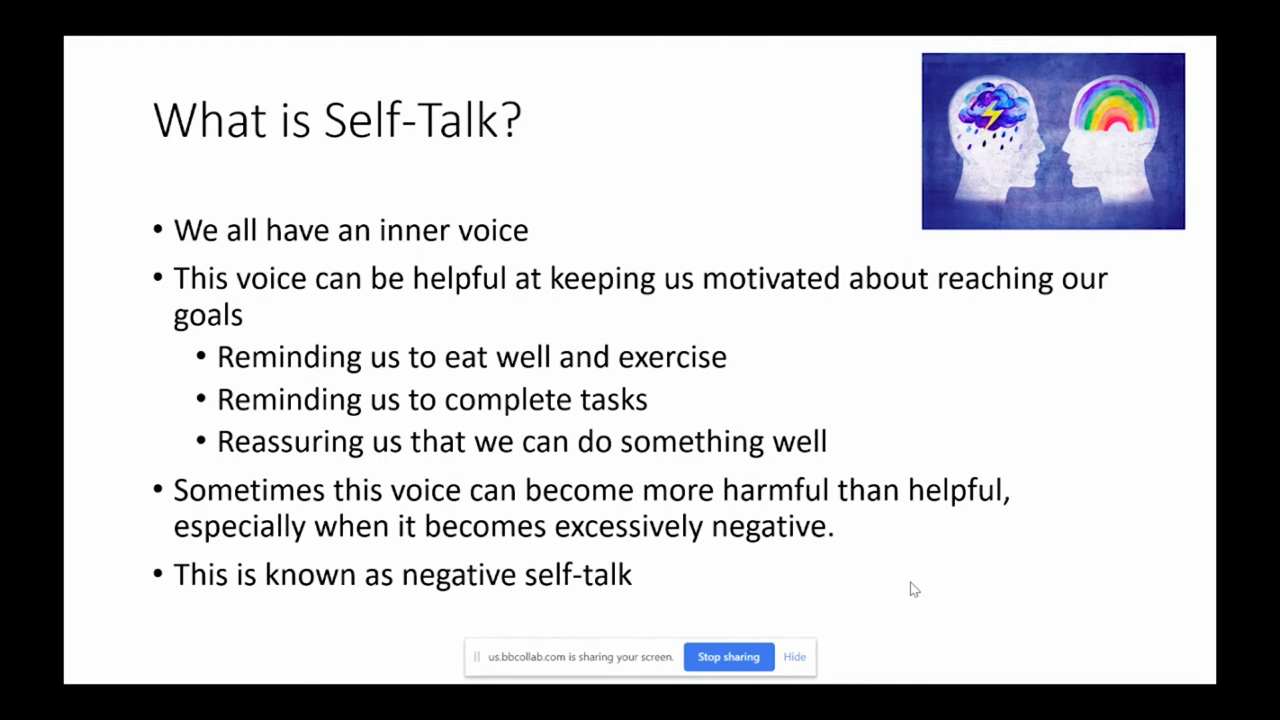 What is Self-Talk?
• We all have an inner voice
• This voice can be helpful at keeping us motivated about reaching our
goals
• Reminding us to eat well and exercise
• Reminding us to complete tasks
• Reassuring us that we can do something well
• Sometimes this voice can become more harmful than helpful,
especially when it becomes excessively negative.
• This is known as negative self-talk
us.bbcollab.com is sharing your screen. Stop sharing Hide